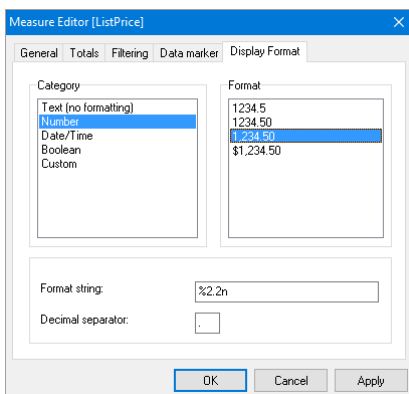 Measure Editor [ListPrice]
General Totals Filtering Data marker Display Format
Category
Text (no formatting)
Number
Date/Time
Boolean
Custom
Format
1234.5
1234.50
1,234.50
$1,234.50
Format string: %2.2n
Decimal separator: .
OK Cancel Apply